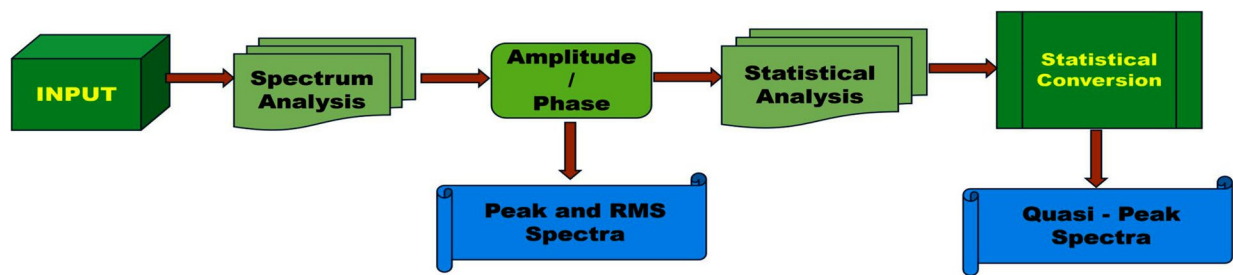 INPUT
Spectrum
Analysis
Amplitude
/
Phase
Statistical
Analysis
Statistical
Conversion
Peak and RMS
Spectra
Quasi - Peak
Spectra